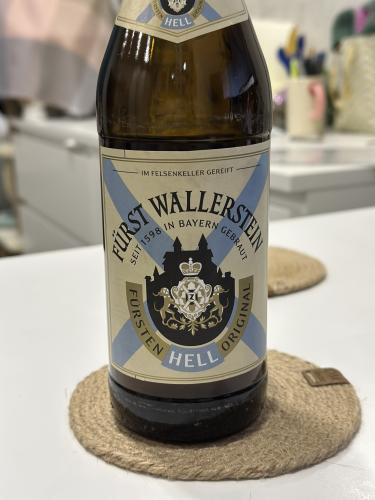 HELL
IM FELSENKELLER GEREIFT
FÜRST WALLERSTEIN
SEIT 1598 IN BAYERN GEBRAUT
FÜRSTEN HELL ORIGINAL